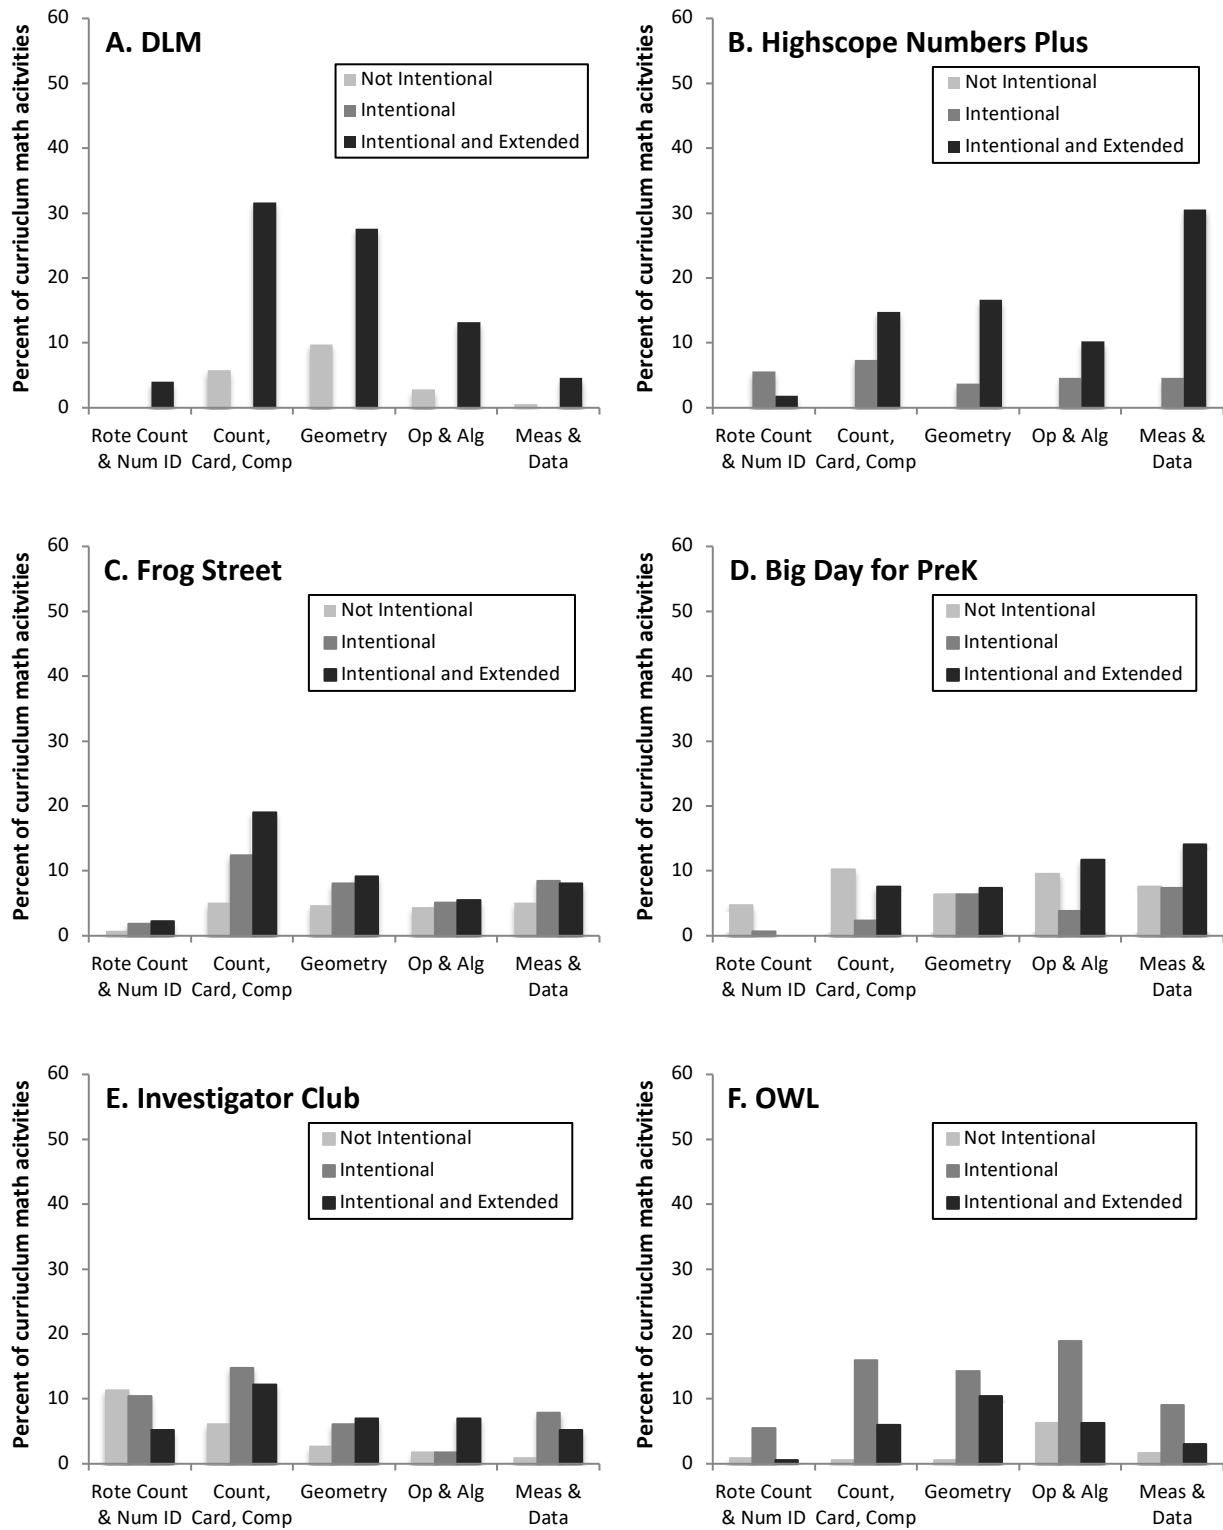 Percent of curriuclum math acitvities
60
50
40
30
20
10
0
A. DLM
Not Intentional
Intentional
Intentional and Extended
Rote Count & Num ID
Count, Card, Comp
Geometry
Op & Alg
Meas & Data
Percent of curriuclum math acitvities
60
50
40
30
20
10
0
B. Highscope Numbers Plus
Not Intentional
Intentional
Intentional and Extended
Rote Count & Num ID
Count, Card, Comp
Geometry
Op & Alg
Meas & Data
Percent of curriuclum math acitvities
60
50
40
30
20
10
0
C. Frog Street
Not Intentional
Intentional
Intentional and Extended
Rote Count & Num ID
Count, Card, Comp
Geometry
Op & Alg
Meas & Data
Percent of curriuclum math acitvities
60
50
40
30
20
10
0
D. Big Day for PreK
Not Intentional
Intentional
Intentional and Extended
Rote Count & Num ID
Count, Card, Comp
Geometry
Op & Alg
Meas & Data
Percent of curriuclum math acitvities
60
50
40
30
20
10
0
E. Investigator Club
Not Intentional
Intentional
Intentional and Extended
Rote Count & Num ID
Count, Card, Comp
Geometry
Op & Alg
Meas & Data
Percent of curriuclum math acitvities
60
50
40
30
20
10
0
F. OWL
Not Intentional
Intentional
Intentional and Extended
Rote Count & Num ID
Count, Card, Comp
Geometry
Op & Alg
Meas & Data